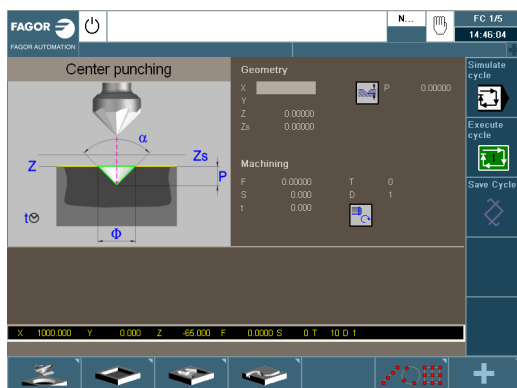 FAGOR
FAGOR AUTOMATION
N...
FC 1/5
14:46:04
Center punching
α
Z
Zs
P
t
Φ
Geometry
X
P 0.00000
Y
Z 0.00000
Zs 0.00000
Machining
F 0.00000 T 0
S 0.000 D 1
t 0.000
Simulate
cycle
Execute
cycle
Save Cycle
X 1000.000 Y 0.000 Z -65.000 F 0.0000 S 0 T 10 D 1